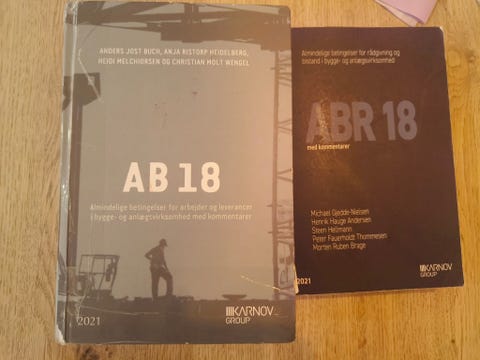 ANDERS JOST BUCH, ANJA RISTORP HEIDELBERG,
HEIDI MELCHIORSEN OG CHRISTIAN MOLT WENGEL
AB 18
Almindelige betingelser for arbejder og leverancer
i bygge- og anlægsvirksomhed med kommentarer
2021
KARNOV
GROUP
Almindelige betingelser for rådgivning og
bistand i bygge- og anlægsvirksomhed
ABR 18
med kommentarer
Michael Gjedde-Nielsen
Henrik Hauge Andersen
Steen Hellmann
Peter Fauerholdt Thommesen
Morten Ruben Brage
2021
KARNOV
GROUP